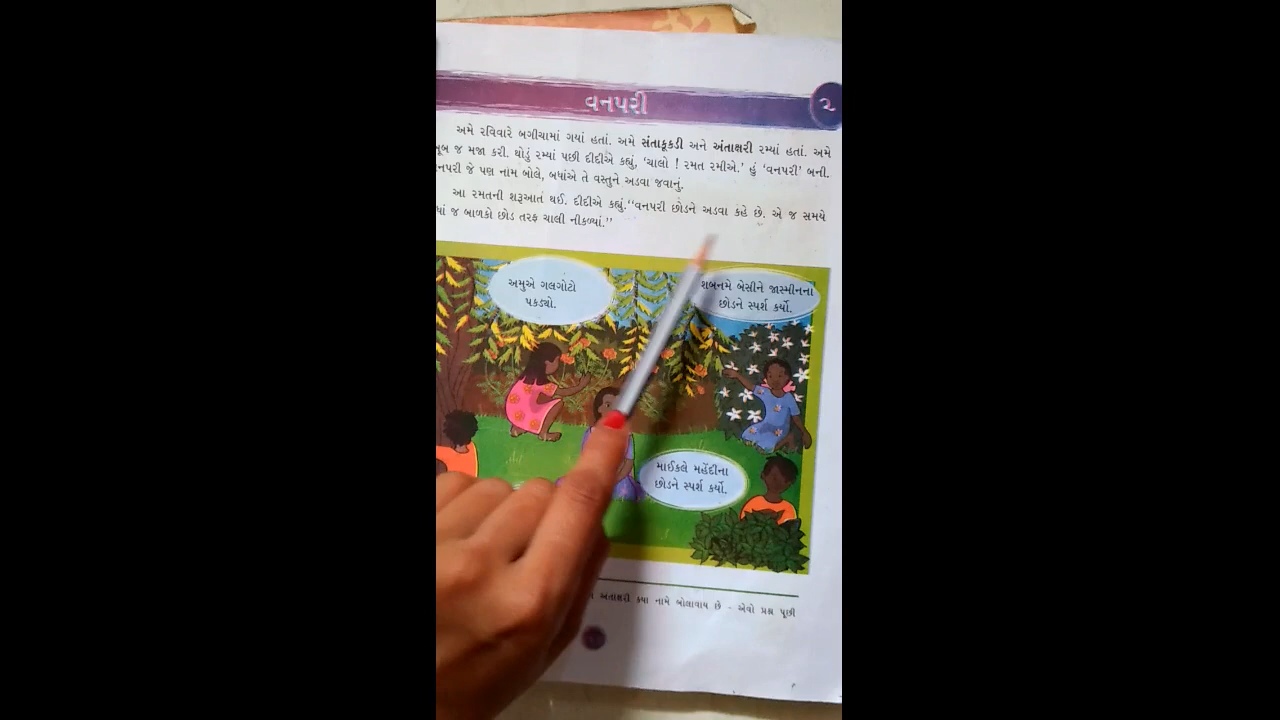 વનપરી
૨
અમે રવિવારે બગીચામાં ગયાં હતાં. અમે સંતાકૂકડી અને અંતાક્ષરી રમ્યાં હતાં. અમે
જ મજા કરી. થોડું રમ્યાં પછી દીદીએ કહ્યું, ‘ચાલો ! રમત રમીએ.’ હું ‘વનપરી’ બની.
જે પણ નામ બોલે, બધાંએ તે વસ્તુને અડવા જવાનું.
આ રમતની શરૂઆત થઈ. દીદીએ કહ્યું.‘‘વનપરી છોડને અડવા કહે છે. એ જ સમયે
જ બાળકો છોડ તરફ ચાલી નીકળ્યાં.’’
અમુએ ગલગોટો
પકડ્યો.
શબનમે બેસીને જાસ્મીનના
છોડને સ્પર્શ કર્યો.
માઈકલે મહેંદીના
છોડને સ્પર્શ કર્યો.
અંતાક્ષરી કયા નામે બોલાવાય છે - એવો પ્રશ્ન પૂછી